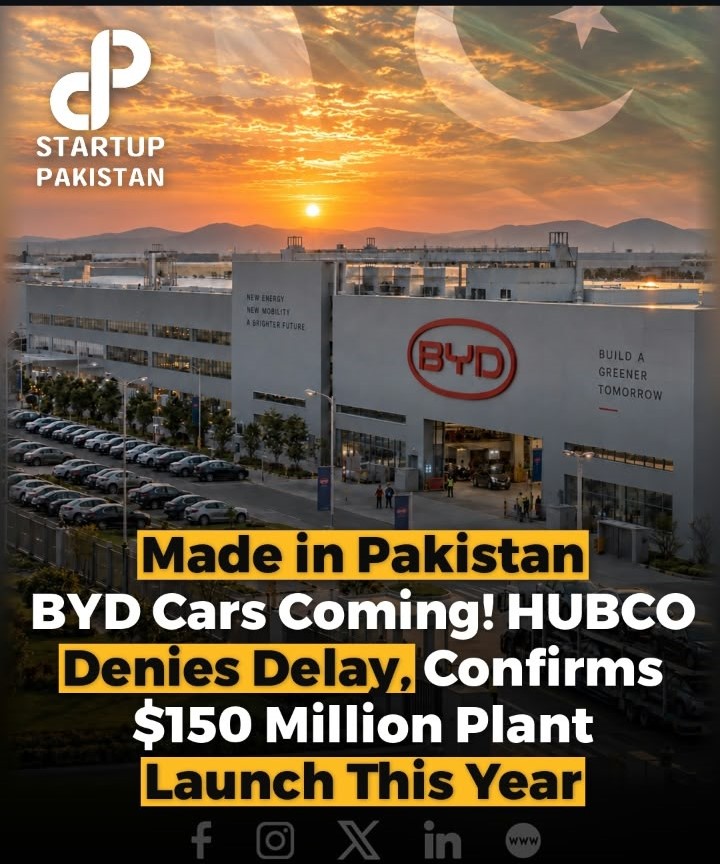 STARTUP
PAKISTAN
NEW ENERGY
NEW MOBILITY
A BRIGHTER FUTURE
BYD
BUILD A
GREENER
TOMORROW
Made in Pakistan
BYD Cars Coming! HUBCO
Denies Delay, Confirms
$150 Million Plant
Launch This Year
www